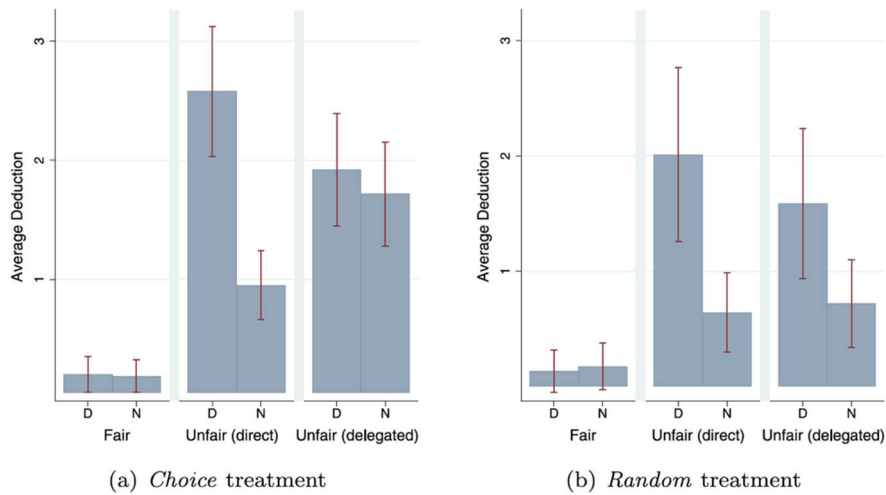 3
2
1
Average Deduction
D
N
D
N
D
N
Fair
Unfair (direct)
Unfair (delegated)
(a) Choice treatment
3
2
1
Average Deduction
D
N
D
N
D
N
Fair
Unfair (direct)
Unfair (delegated)
(b) Random treatment